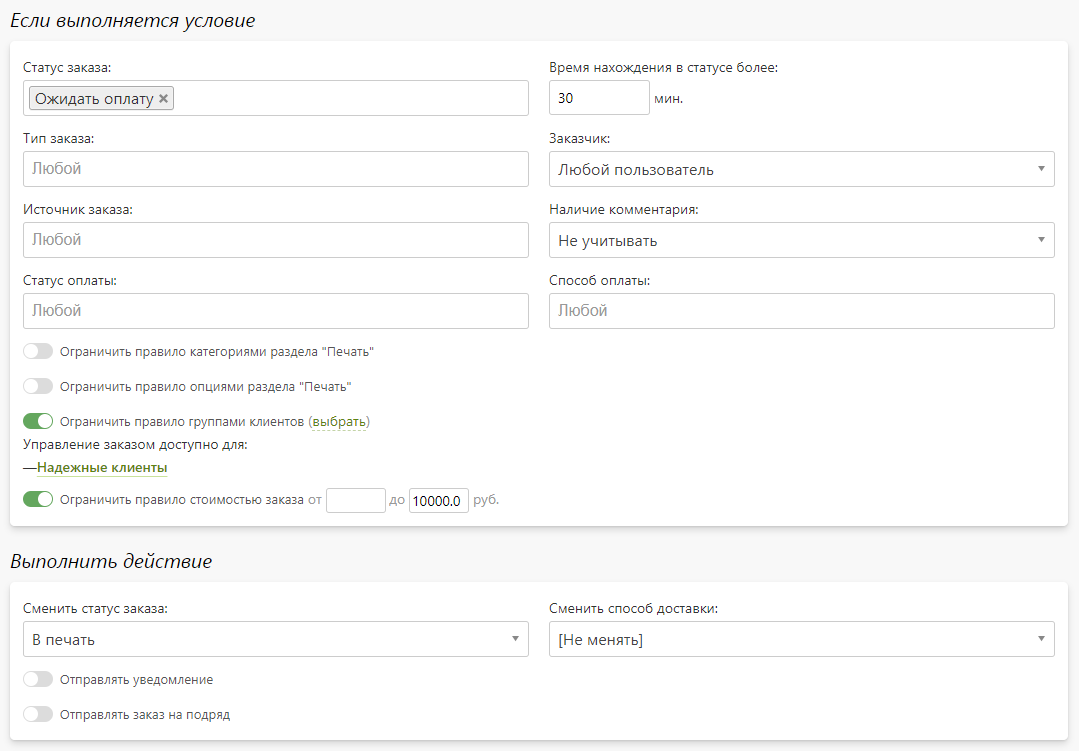 Если выполняется условие
Статус заказа:
Время нахождения в статусе более:
Ожидать оплату ×
30 мин.
Тип заказа:
Заказчик:
Любой
Любой пользователь
Источник заказа:
Наличие комментария:
Любой
Не учитывать
Статус оплаты:
Способ оплаты:
Любой
Любой
Ограничить правило категориями раздела "Печать"
Ограничить правило опциями раздела "Печать"
Ограничить правило группами клиентов (выбрать)
Управление заказом доступно для:
—Надежные клиенты
Ограничить правило стоимостью заказа от до 10000.0 руб.
Выполнить действие
Сменить статус заказа:
Сменить способ доставки:
В печать
[Не менять]
Отправлять уведомление
Отправлять заказ на подряд